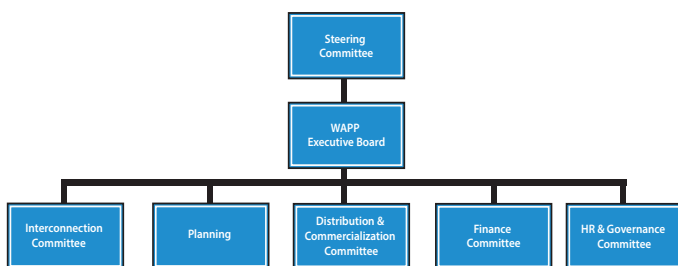 Steering
Committee
WAPP
Executive Board
Interconnection
Committee
Planning
Distribution &
Commercialization
Committee
Finance
Committee
HR & Governance
Committee